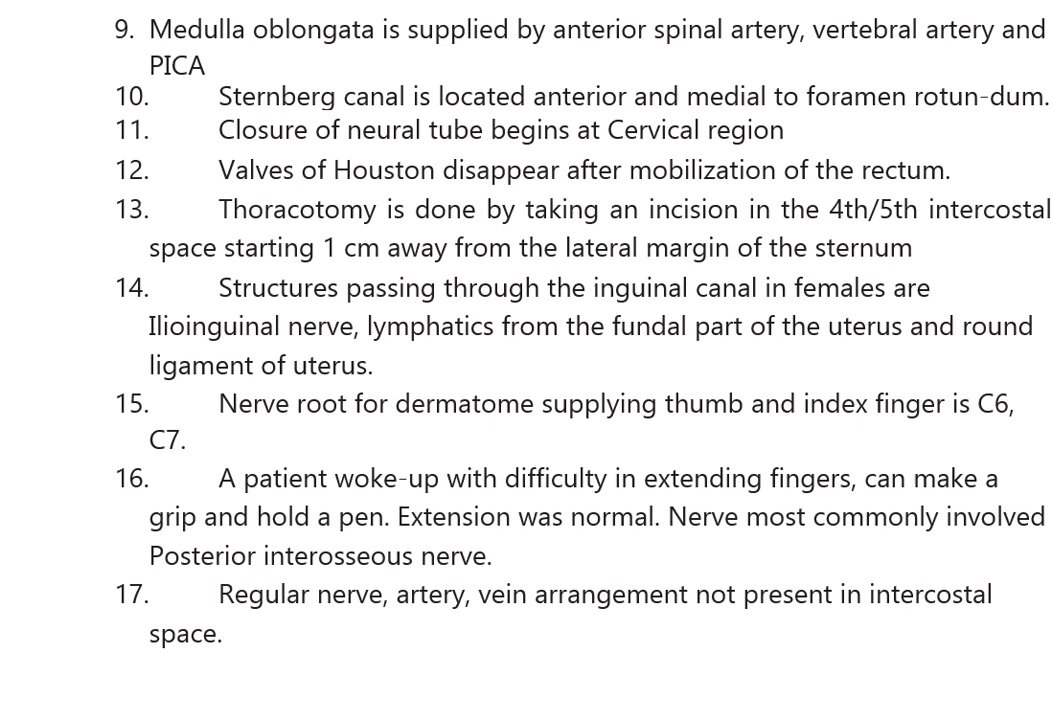 9. Medulla oblongata is supplied by anterior spinal artery, vertebral artery and
PICA
10. Sternberg canal is located anterior and medial to foramen rotun-dum.
11. Closure of neural tube begins at Cervical region
12. Valves of Houston disappear after mobilization of the rectum.
13. Thoracotomy is done by taking an incision in the 4th/5th intercostal
space starting 1 cm away from the lateral margin of the sternum
14. Structures passing through the inguinal canal in females are
Ilioinguinal nerve, lymphatics from the fundal part of the uterus and round
ligament of uterus.
15. Nerve root for dermatome supplying thumb and index finger is C6,
C7.
16. A patient woke-up with difficulty in extending fingers, can make a
grip and hold a pen. Extension was normal. Nerve most commonly involved
Posterior interosseous nerve.
17. Regular nerve, artery, vein arrangement not present in intercostal
space.